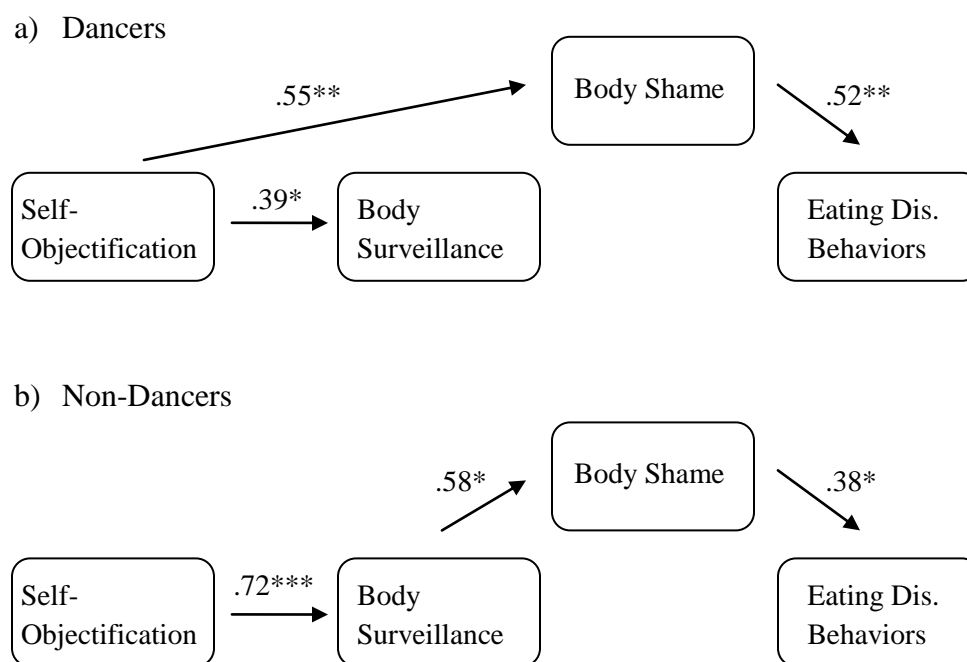 a) Dancers
Body Shame
.55**
.52**
Self-
Objectification
.39*
Body
Surveillance
Eating Dis.
Behaviors
b) Non-Dancers
Body Shame
.58*
.38*
Self-
Objectification
.72***
Body
Surveillance
Eating Dis.
Behaviors